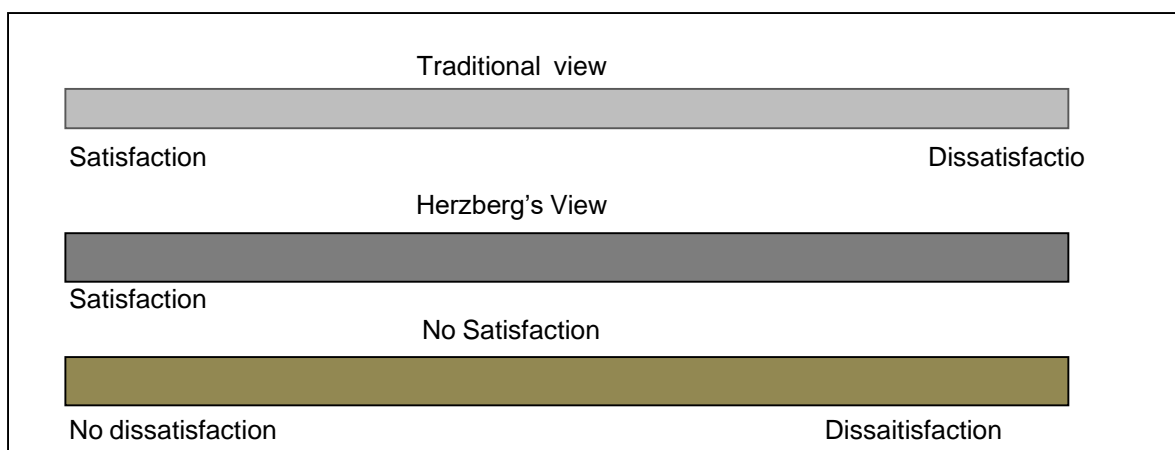 Traditional view
Satisfaction Dissatisfactio
Herzberg’s View
Satisfaction
No Satisfaction
No dissatisfaction Dissaitisfaction